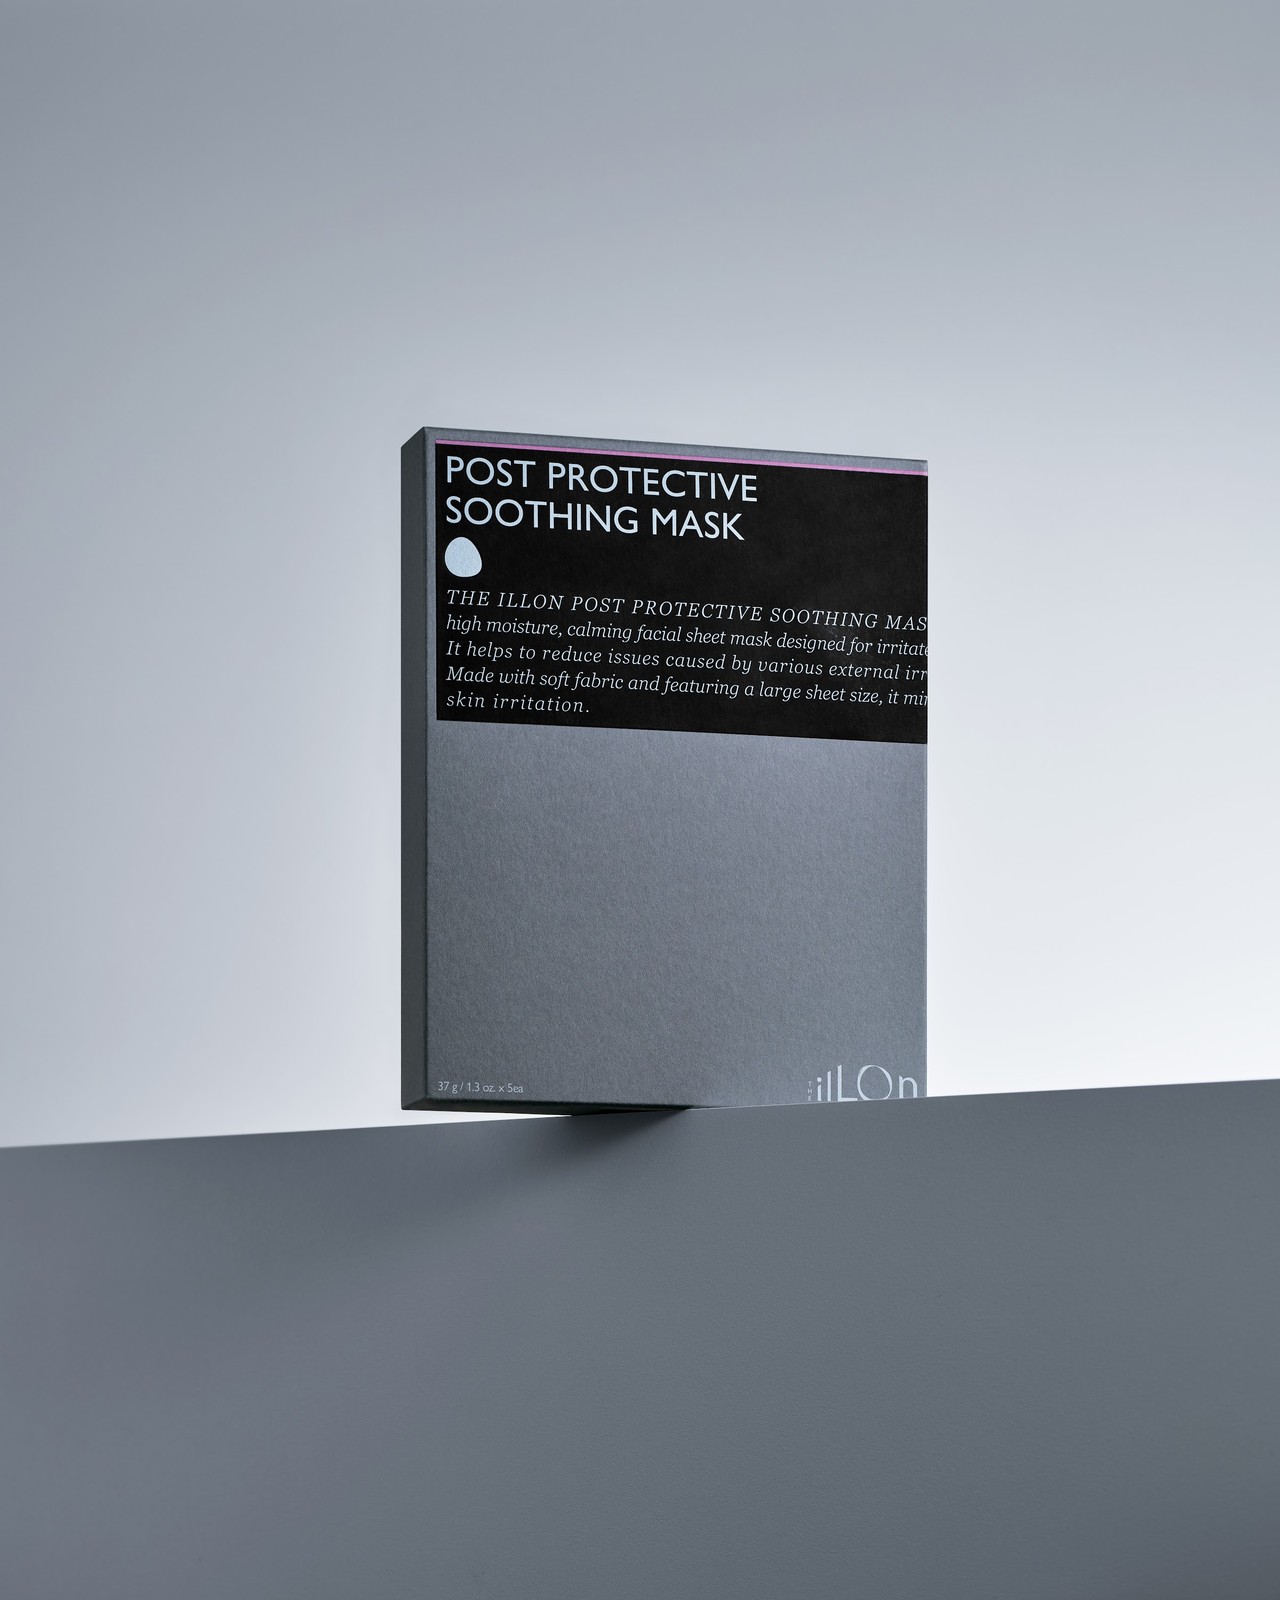 POST PROTECTIVE
SOOTHING MASK
THE ILLON POST PROTECTIVE SOOTHING MAS
high moisture, calming facial sheet mask designed for irritate
It helps to reduce issues caused by various external irr
Made with soft fabric and featuring a large sheet size, it mi
skin irritation.
37 g / 1.3 oz. x 5ea
THE illOn